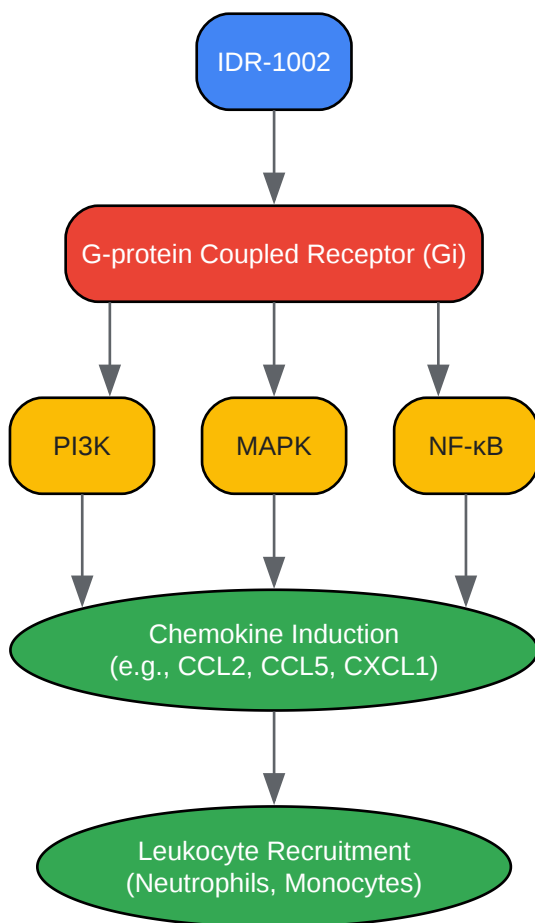 IDR-1002
G-protein Coupled Receptor (Gi)
PI3K
MAPK
NF-κB
Chemokine Induction
(e.g., CCL2, CCL5, CXCL1)
Leukocyte Recruitment
(Neutrophils, Monocytes)